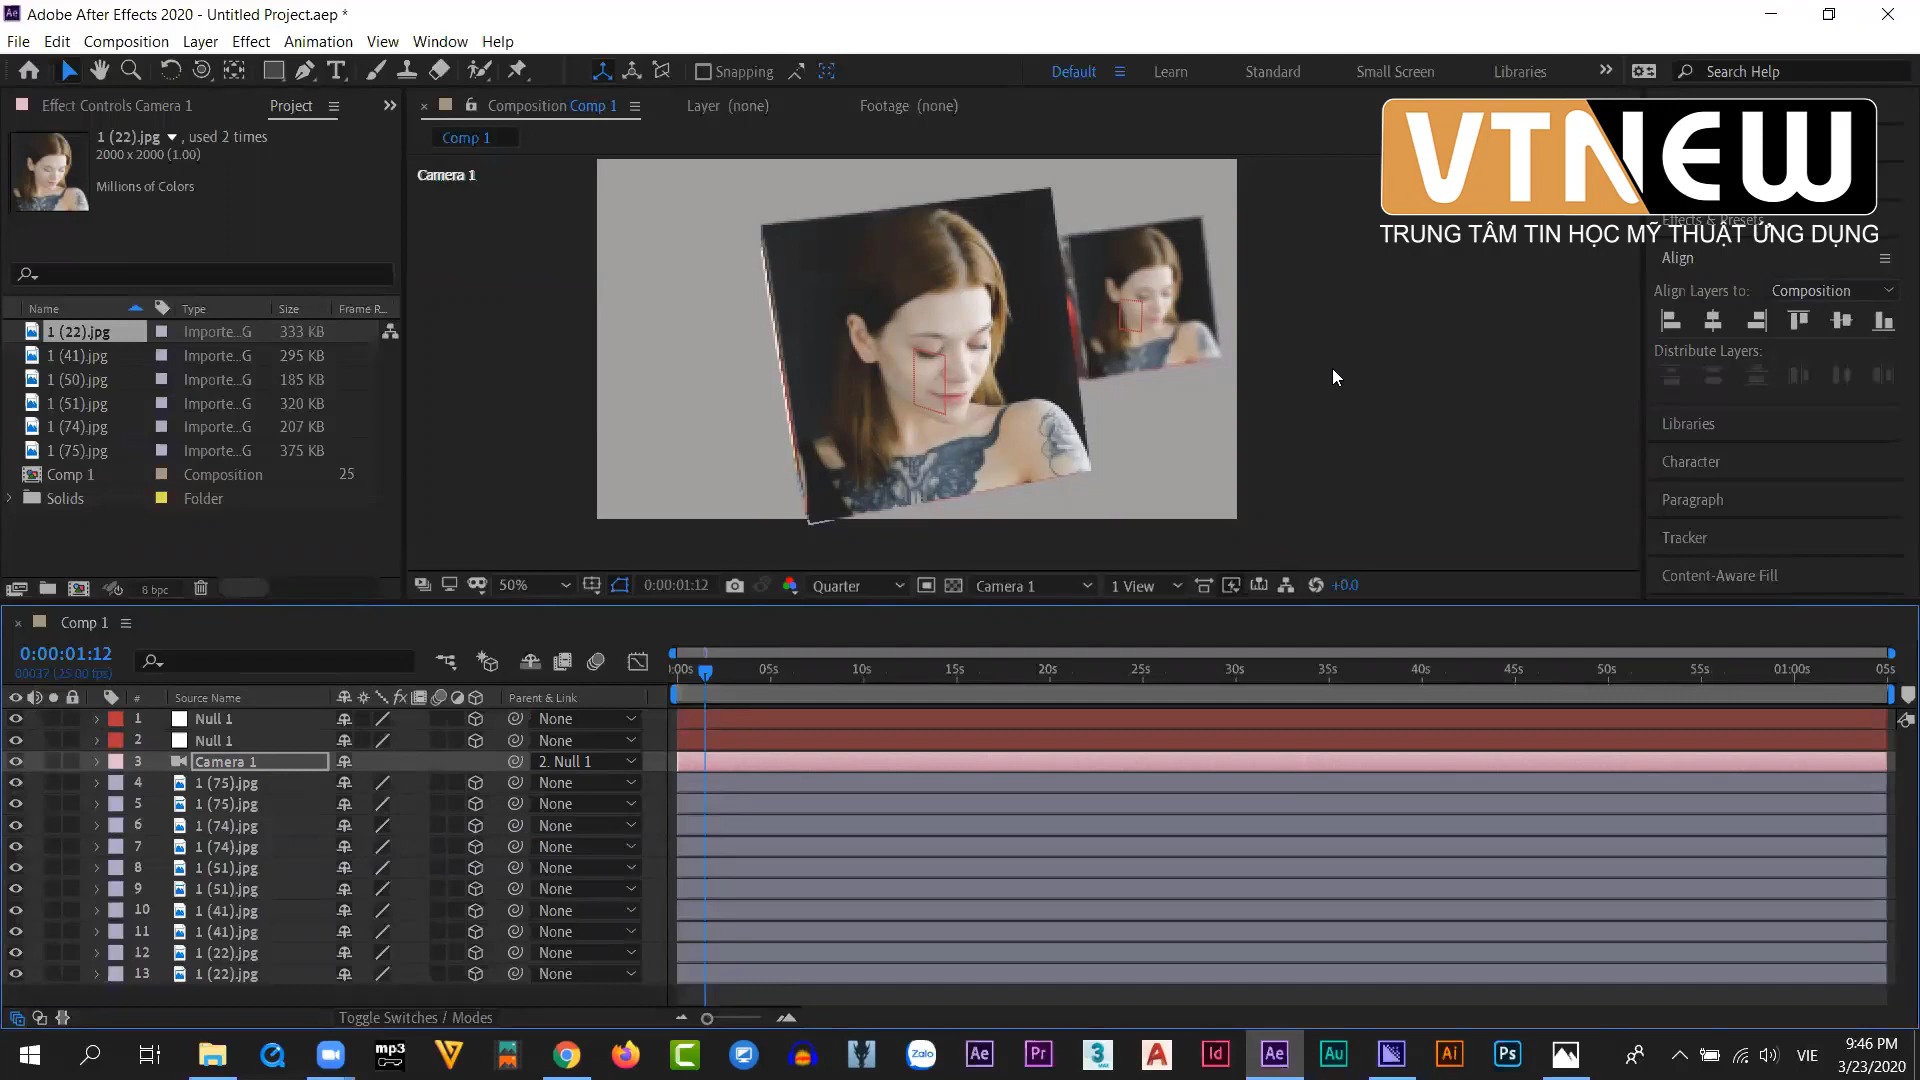 Adobe After Effects 2020 - Untitled Project.aep *
File Edit Composition Layer Effect Animation View Window Help
Snapping Default Learn Standard Small Screen Libraries Search Help
Effect Controls Camera 1 Project Composition Comp 1 Layer (none) Footage (none)
1 (22).jpg , used 2 times
2000 x 2000 (1.00)
Millions of Colors
Comp 1
Camera 1
VTNEW
TRUNG TÂM TIN HỌC MỸ THUẬT ỨNG DỤNG
Effects & Presets
Align
Align Layers to: Composition
Distribute Layers:
Libraries
Character
Paragraph
Tracker
Content-Aware Fill
Name Type Size Frame R...
1 (22).jpg Importe...G 333 KB
1 (41).jpg Importe...G 295 KB
1 (50).jpg Importe...G 185 KB
1 (51).jpg Importe...G 320 KB
1 (74).jpg Importe...G 207 KB
1 (75).jpg Importe...G 375 KB
Comp 1 Composition 25
Solids Folder
8 bpc
50% 0:00:01:12 Quarter Camera 1 1 View +0.0
Comp 1
0:00:01:12
00037 (25.00 fps)
:00s 05s 10s 15s 20s 25s 30s 35s 40s 45s 50s 55s 01:00s 05s
# Source Name Parent & Link
1 Null 1 None
2 Null 1 None
3 Camera 1 2. Null 1
4 1 (75).jpg None
5 1 (75).jpg None
6 1 (74).jpg None
7 1 (74).jpg None
8 1 (51).jpg None
9 1 (51).jpg None
10 1 (41).jpg None
11 1 (41).jpg None
12 1 (22).jpg None
13 1 (22).jpg None
Toggle Switches / Modes
mp3 Zalo Ae Pr 3 A Id Ae Au Ai Ps VIE
9:46 PM
3/23/2020